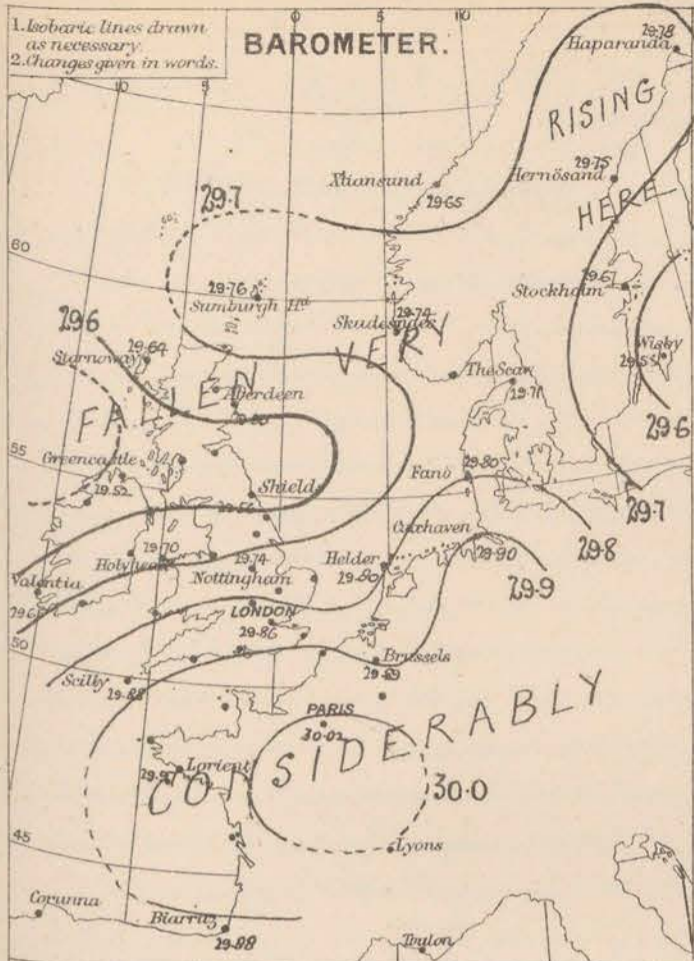 1. Isobaric lines drawn
as necessary.
2. Changes given in words.
BAROMETER.
10
5
0
5
10
29.78
Haparanda
RISING
29.75
Hernösand
Xtiansund
29.65
29.7
HERE
60
29.76
Sumburgh Hd.
29.67
Stockholm
29.74
Skudesnaes
29.6
29.64
Stornoway
VERY
Wisby
29.55
The Scaw
29.71
Aberdeen
FALLEN
29.6
55
Greencastle
29.52
Shields
29.80
Fanö
29.7
29.8
Cuxhaven
29.90
29.70
Holyhead
29.74
Nottingham
Helder
29.80
29.9
Valentia
LONDON
29.86
50
Brussels
29.89
Scilly
29.88
PARIS
30.02
CONSIDERABLY
Lorient
29.97
30.0
45
Lyons
Corunna
Biarritz
29.88
Toulon